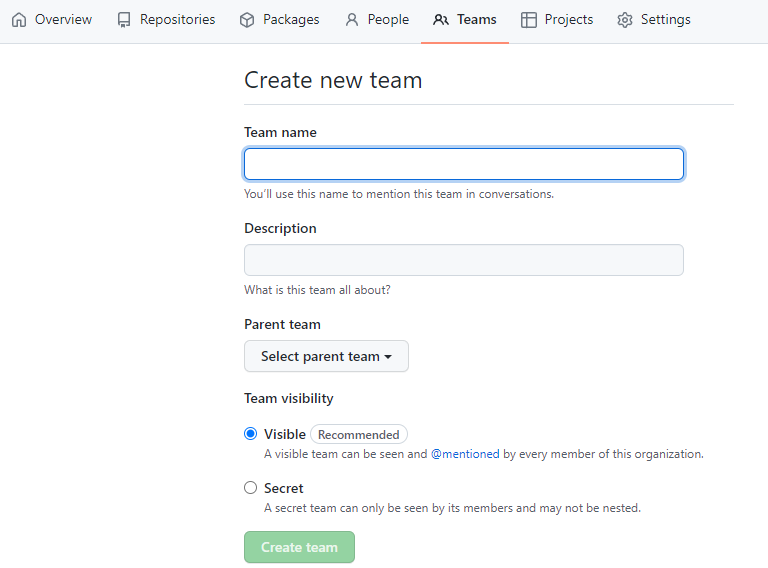 Overview Repositories Packages People Teams Projects Settings
Create new team
Team name
You’ll use this name to mention this team in conversations.
Description
What is this team all about?
Parent team
Select parent team
Team visibility
Visible Recommended
A visible team can be seen and @mentioned by every member of this organization.
Secret
A secret team can only be seen by its members and may not be nested.
Create team